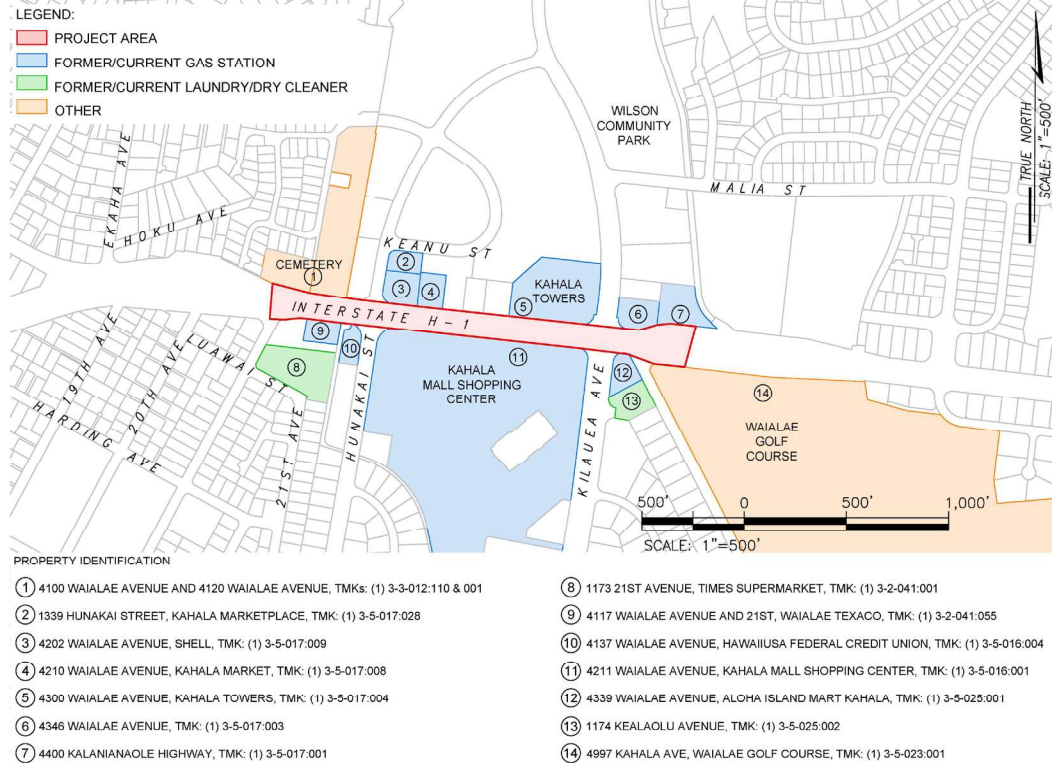 LEGEND:
PROJECT AREA
FORMER/CURRENT GAS STATION
FORMER/CURRENT LAUNDRY/DRY CLEANER
OTHER
WILSON
COMMUNITY
PARK
TRUE NORTH
SCALE: 1"=500'
MALIA ST
EKAHA AVE
HOKU AVE
KEANU ST
CEMETERY
1
2
3
4
5
KAHALA
TOWERS
6
7
INTERSTATE H-1
8
9
10
11
KAHALA
MALL SHOPPING
CENTER
12
13
14
WAIALAE
GOLF
COURSE
19TH AVE
20TH AVE
LUAWAI ST
HARDING AVE
21ST AVE
HUNAKAI ST
KILAUEA AVE
500' 0 500' 1,000'
SCALE: 1"=500'
PROPERTY IDENTIFICATION
1 4100 WAIALAE AVENUE AND 4120 WAIALAE AVENUE, TMKs: (1) 3-3-012:110 & 001
2 1339 HUNAKAI STREET, KAHALA MARKETPLACE, TMK: (1) 3-5-017:028
3 4202 WAIALAE AVENUE, SHELL, TMK: (1) 3-5-017:009
4 4210 WAIALAE AVENUE, KAHALA MARKET, TMK: (1) 3-5-017:008
5 4300 WAIALAE AVENUE, KAHALA TOWERS, TMK: (1) 3-5-017:004
6 4346 WAIALAE AVENUE, TMK: (1) 3-5-017:003
7 4400 KALANIANAOLE HIGHWAY, TMK: (1) 3-5-017:001
8 1173 21ST AVENUE, TIMES SUPERMARKET, TMK: (1) 3-2-041:001
9 4117 WAIALAE AVENUE AND 21ST, WAIALAE TEXACO, TMK: (1) 3-2-041:055
10 4137 WAIALAE AVENUE, HAWAIIUSA FEDERAL CREDIT UNION, TMK: (1) 3-5-016:004
11 4211 WAIALAE AVENUE, KAHALA MALL SHOPPING CENTER, TMK: (1) 3-5-016:001
12 4339 WAIALAE AVENUE, ALOHA ISLAND MART KAHALA, TMK: (1) 3-5-025:001
13 1174 KEALAOLU AVENUE, TMK: (1) 3-5-025:002
14 4997 KAHALA AVE, WAIALAE GOLF COURSE, TMK: (1) 3-5-023:001